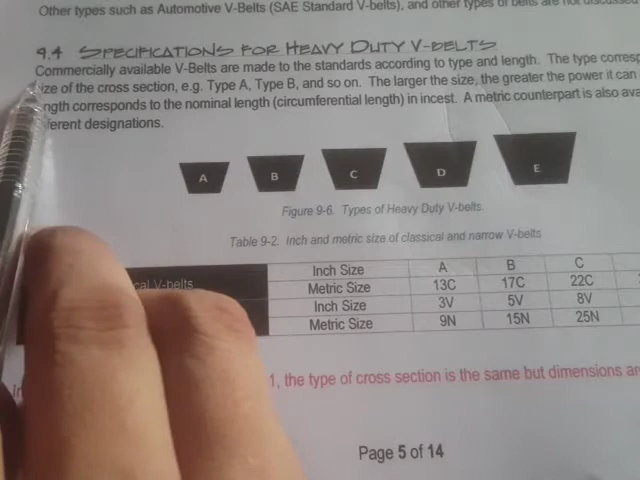 Other types such as Automotive V-Belts (SAE Standard V-belts), and other types of belts are not discussed
9.4 SPECIFICATIONS FOR HEAVY DUTY V-BELTS
Commercially available V-Belts are made to the standards according to type and length. The type corresp
ize of the cross section, e.g. Type A, Type B, and so on. The larger the size, the greater the power it can
ngth corresponds to the nominal length (circumferential length) in incest. A metric counterpart is also ava
ferent designations.
A B C D E
Figure 9-6. Types of Heavy Duty V-belts.
Table 9-2. Inch and metric size of classical and narrow V-belts
Inch Size A B C
cal V-belts Metric Size 13C 17C 22C
Inch Size 3V 5V 8V
Metric Size 9N 15N 25N
In 1, the type of cross section is the same but dimensions ar
Page 5 of 14